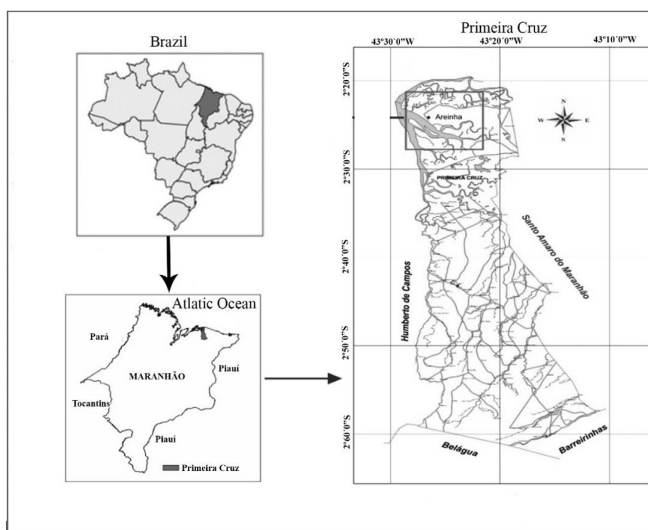 Brazil
Atlatic Ocean
Pará
MARANHÃO
Piauí
Tocantins
Piauí
Primeira Cruz
Primeira Cruz
43°30´0"W
43°20´0"W
43°10´0"W
2°20´0"S
2°30´0"S
2°40´0"S
2°50´0"S
2°60´0"S
Areinha
N
W
E
S
PRIMEIRA CRUZ
Santo Amaro do Maranhão
Humberto de Campos
Belágua
Barreirinhas